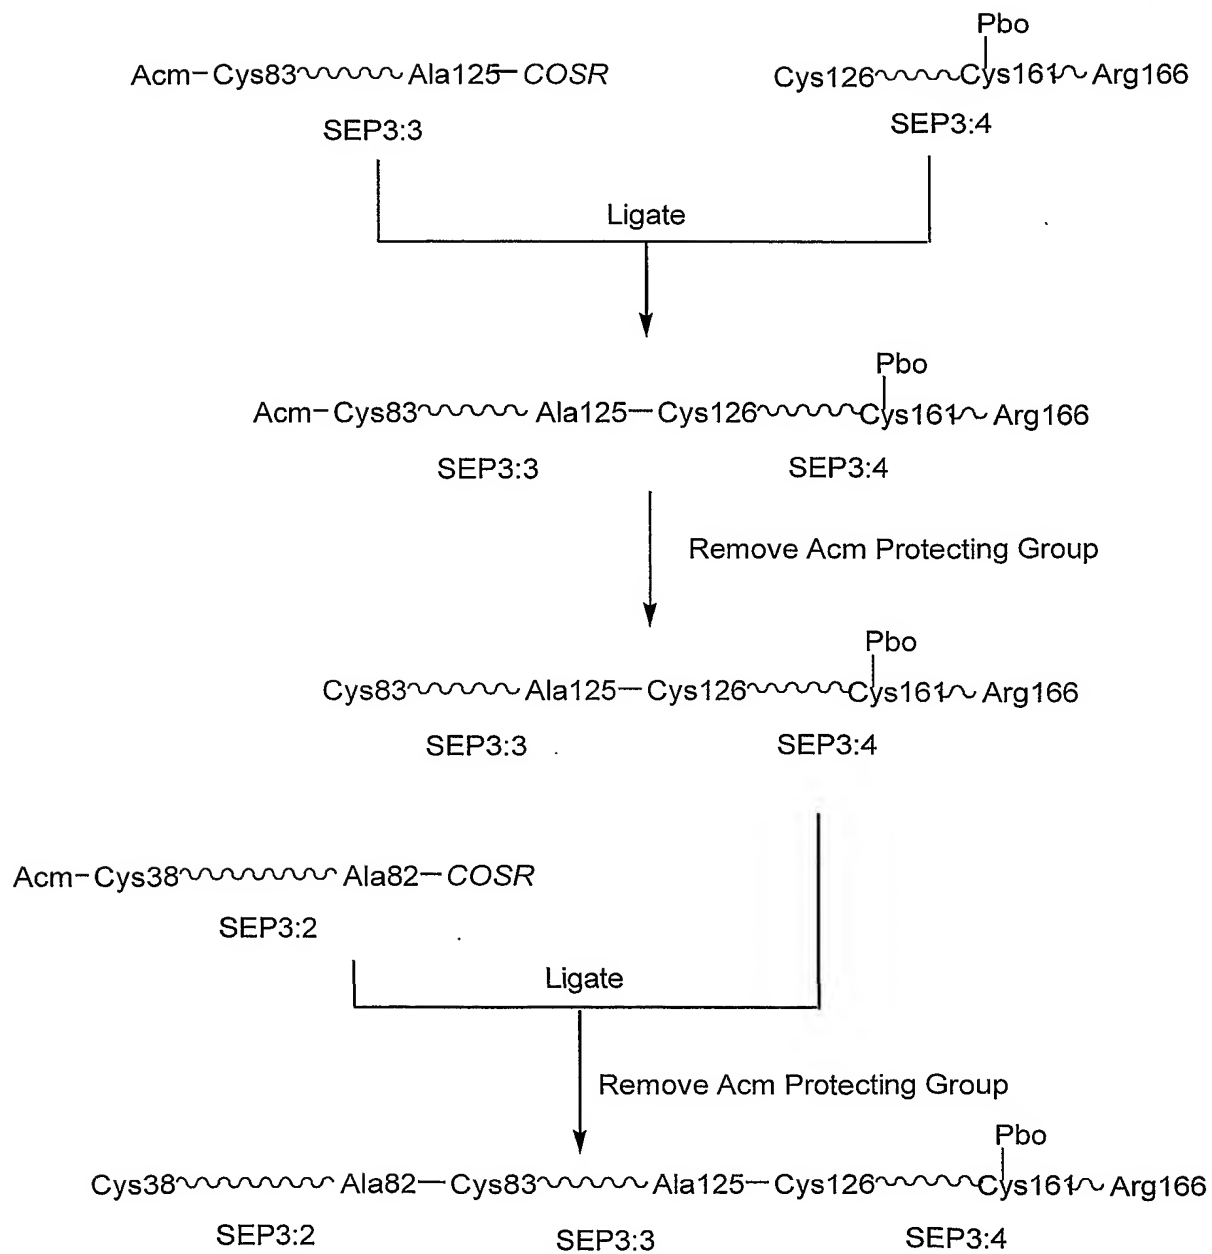 Pbo
Acm–Cys83 Ala125–COSR Cys126 Cys161 Arg166
SEP3:3 SEP3:4
Ligate
Pbo
Acm–Cys83 Ala125–Cys126 Cys161 Arg166
SEP3:3 SEP3:4
Remove Acm Protecting Group
Pbo
Cys83 Ala125–Cys126 Cys161 Arg166
SEP3:3 SEP3:4
Acm–Cys38 Ala82–COSR
SEP3:2
Ligate
Remove Acm Protecting Group
Pbo
Cys38 Ala82–Cys83 Ala125–Cys126 Cys161 Arg166
SEP3:2 SEP3:3 SEP3:4